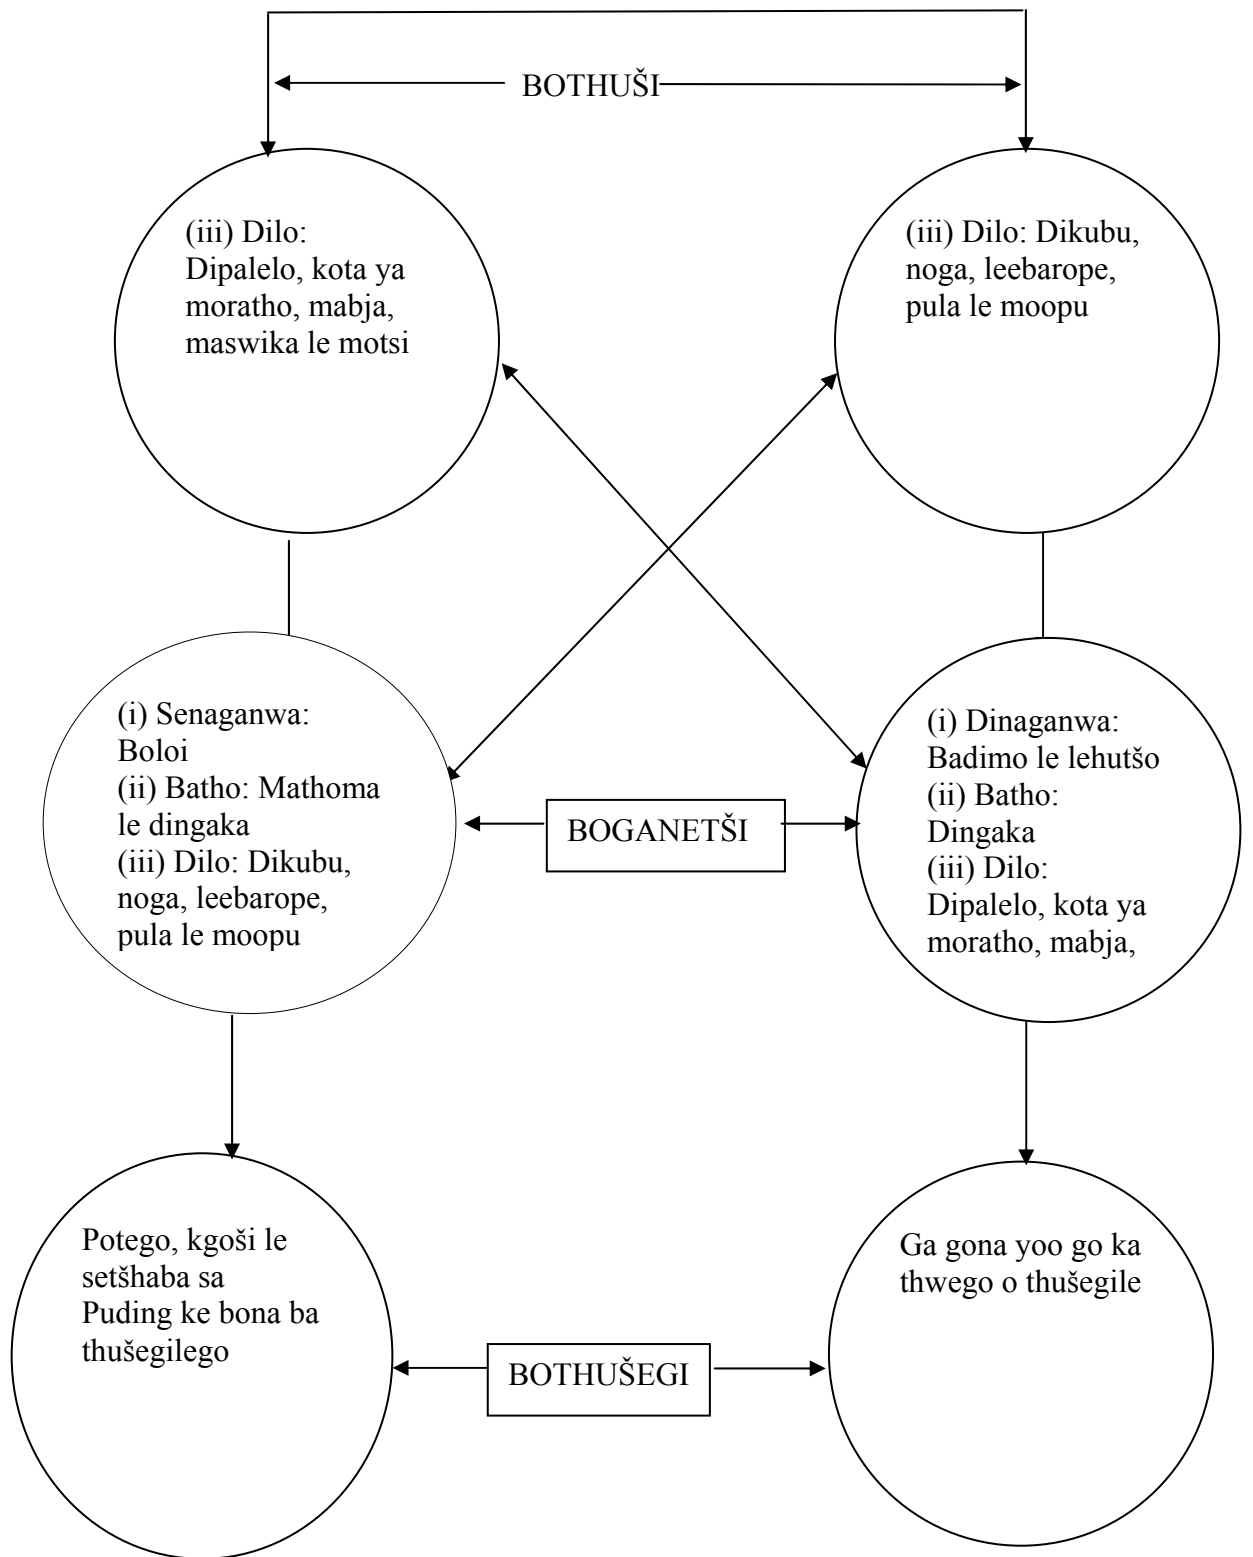 BOTHUŠI
(iii) Dilo:
Dipalelo, kota ya
moratho, mabja,
maswika le motsi
(iii) Dilo: Dikubu,
noga, leebarope,
pula le moopu
(i) Senaganwa:
Boloi
(ii) Batho: Mathoma
le dingaka
(iii) Dilo: Dikubu,
noga, leebarope,
pula le moopu
BOGANETŠI
(i) Dinaganwa:
Badimo le lehutšo
(ii) Batho:
Dingaka
(iii) Dilo:
Dipalelo, kota ya
moratho, mabja,
Potego, kgoši le
setšhaba sa
Puding ke bona ba
thušegilego
BOTHUŠEGI
Ga gona yoo go ka
thwego o thušegile